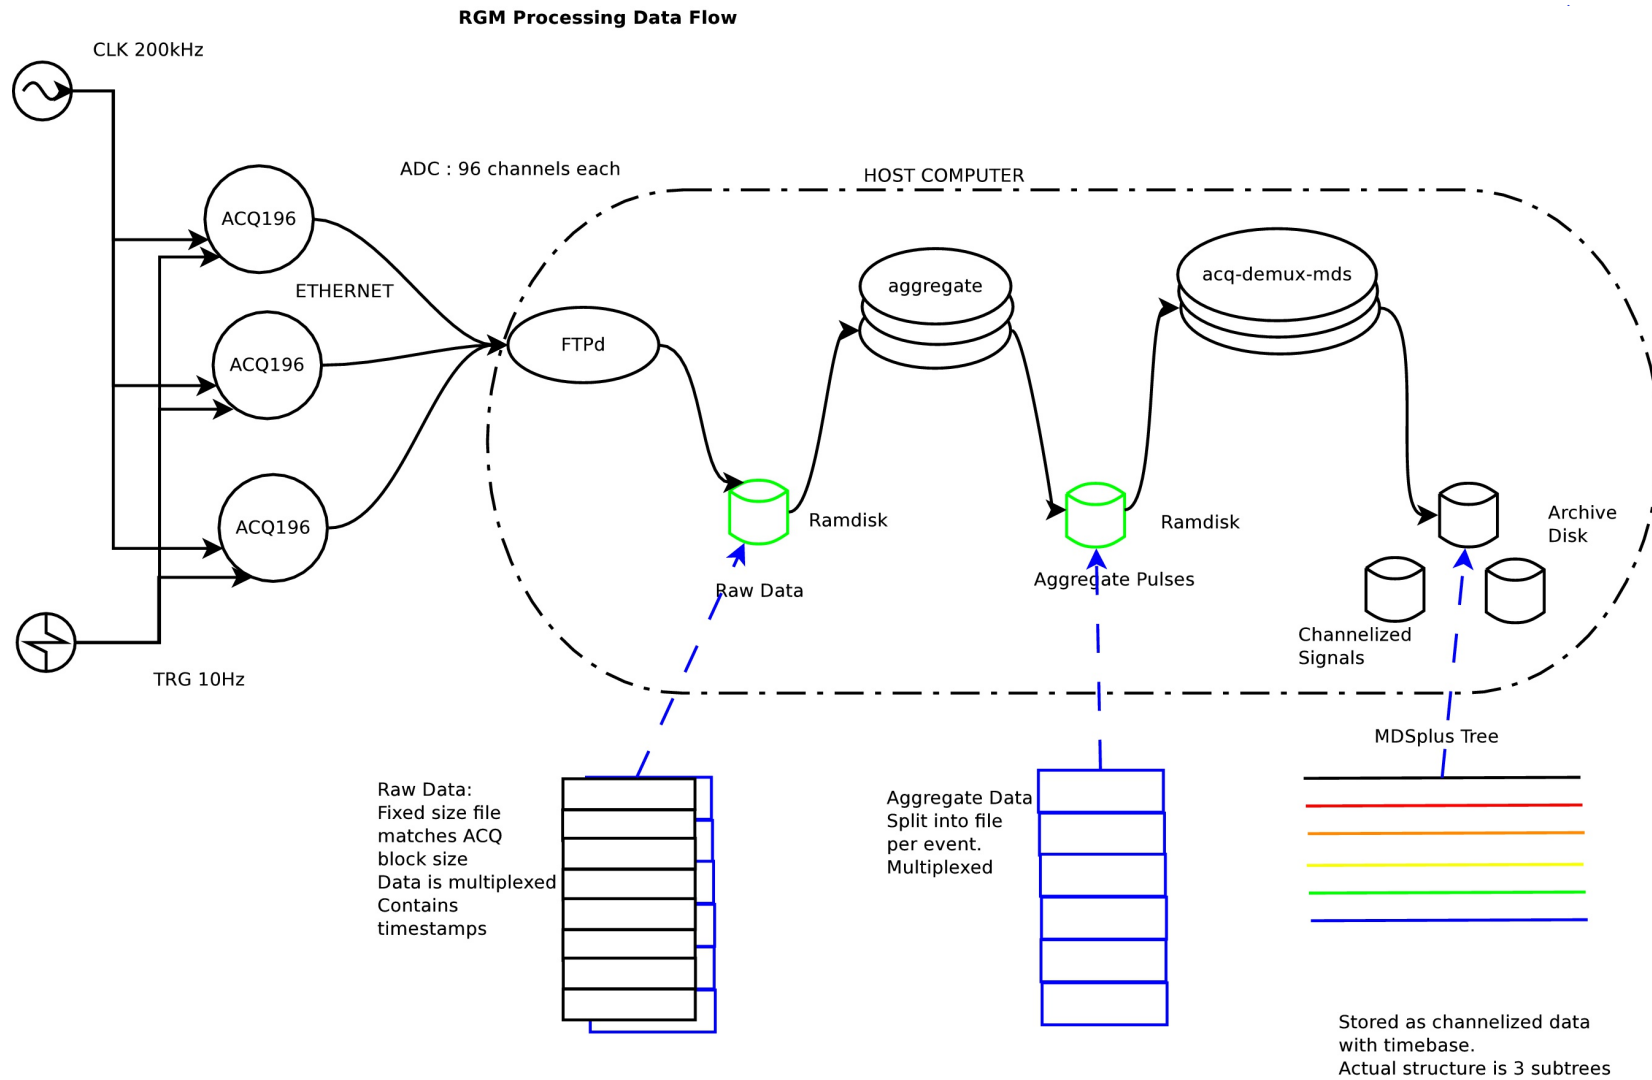 RGM Processing Data Flow
CLK 200kHz
ADC : 96 channels each
HOST COMPUTER
ACQ196
ETHERNET
ACQ196
ACQ196
FTPd
aggregate
acq-demux-mds
Ramdisk
Ramdisk
Archive
Disk
Raw Data
Aggregate Pulses
Channelized
Signals
TRG 10Hz
MDSplus Tree
Raw Data:
Fixed size file
matches ACQ
block size
Data is multiplexed
Contains
timestamps
Aggregate Data
Split into file
per event.
Multiplexed
Stored as channelized data
with timebase.
Actual structure is 3 subtrees